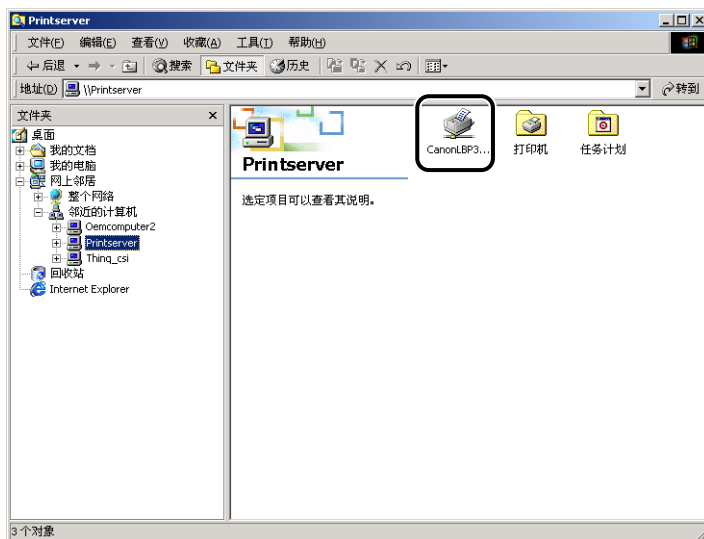 Printserver
文件(F) 编辑(E) 查看(V) 收藏(A) 工具(T) 帮助(H)
后退 搜索 文件夹 历史
地址(D) \\Printserver 转到
文件夹
桌面
我的文档
我的电脑
网上邻居
整个网络
邻近的计算机
Oemcomputer2
Printserver
Thinq_csi
回收站
Internet Explorer
Printserver
选定项目可以查看其说明。
CanonLBP3... 打印机 任务计划
3 个对象